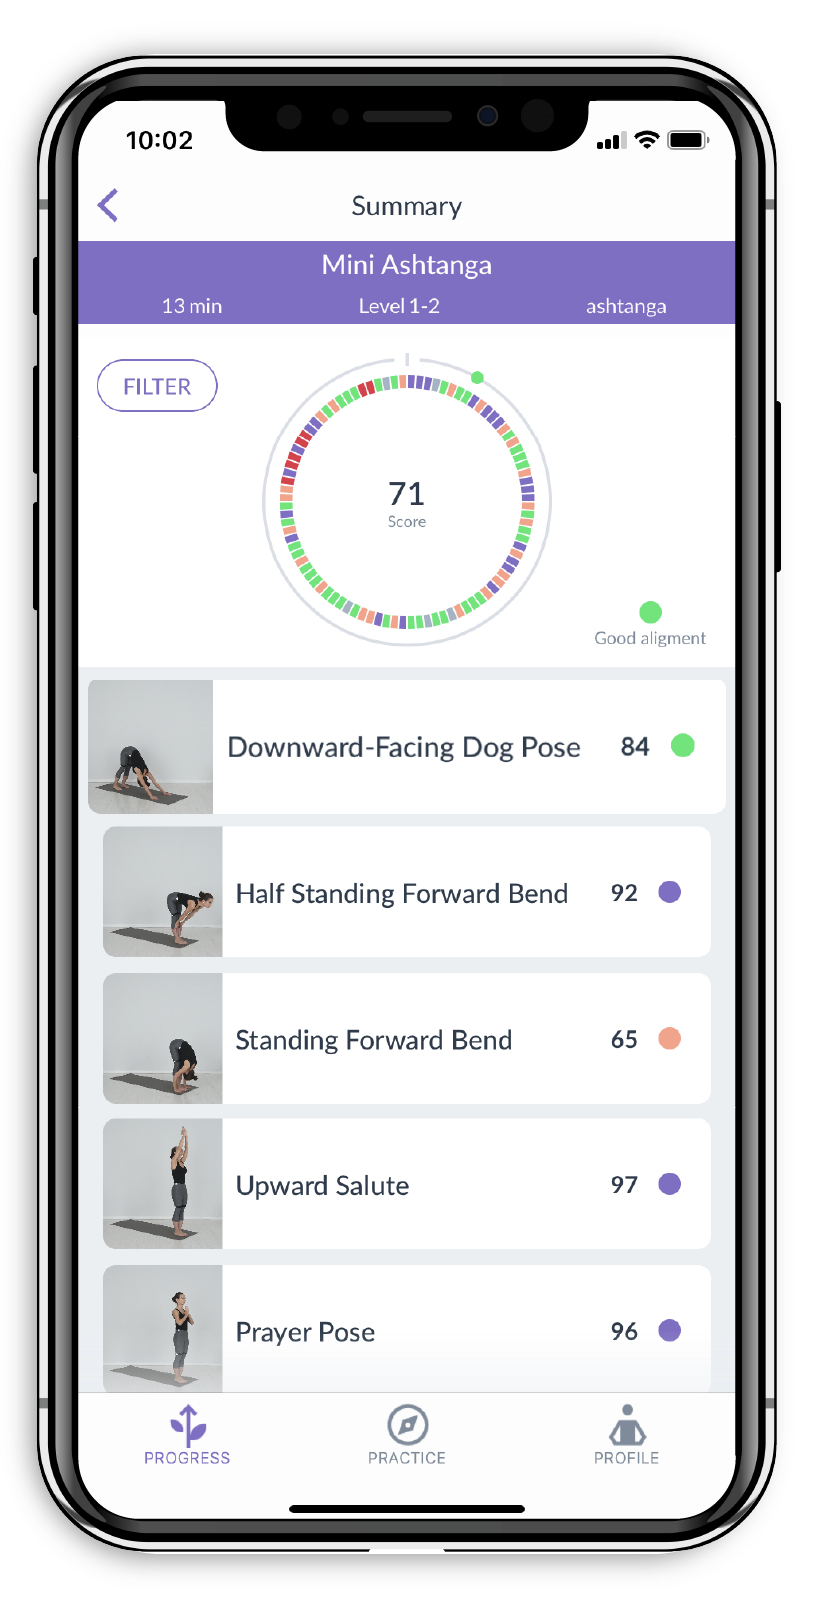 10:02
Summary
Mini Ashtanga
13 min Level 1-2 ashtanga
FILTER
71
Score
Good aligment
Downward-Facing Dog Pose 84
Half Standing Forward Bend 92
Standing Forward Bend 65
Upward Salute 97
Prayer Pose 96
PROGRESS PRACTICE PROFILE